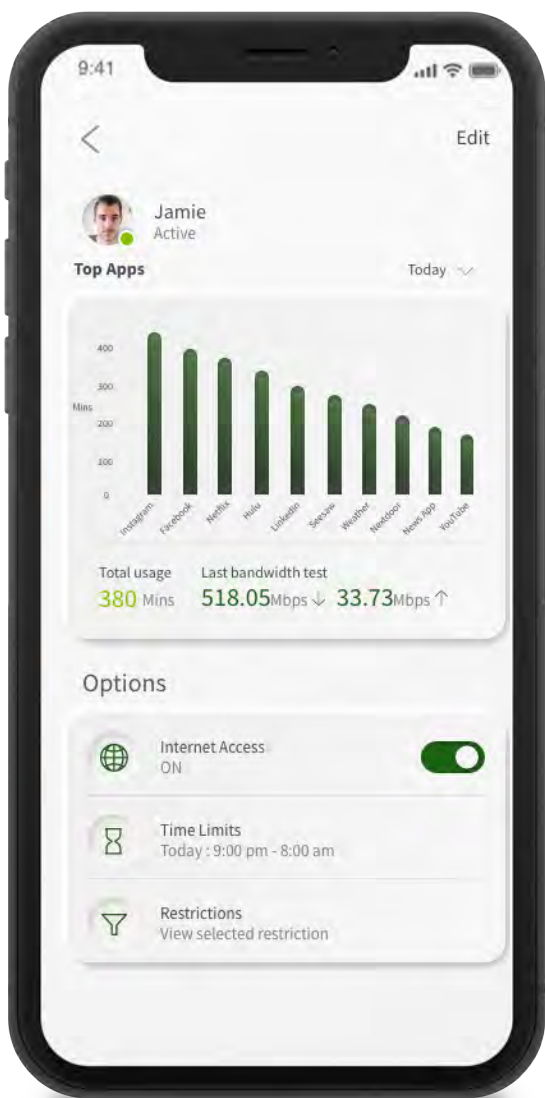 9:41
Edit
Jamie
Active
Top Apps
Today
400
300
Mins
200
100
0
Instagram
Facebook
Netflix
Hulu
LinkedIn
Seesaw
Weather
Nextdoor
News App
YouTube
Total usage
Last bandwidth test
380 Mins
518.05Mbps ↓ 33.73Mbps ↑
Options
Internet Access
ON
Time Limits
Today : 9:00 pm - 8:00 am
Restrictions
View selected restriction